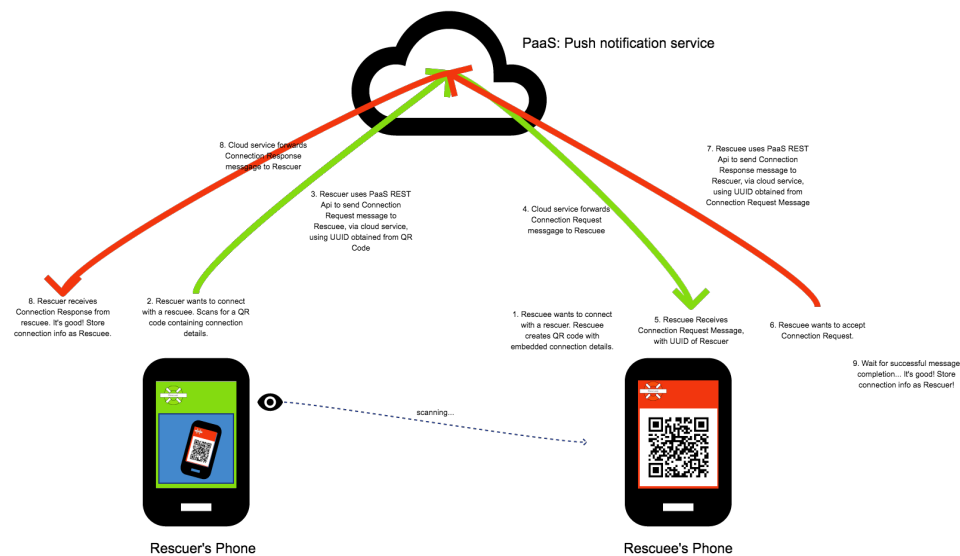 PaaS: Push notification service
8. Cloud service forwards
Connection Response
messgage to Rescuer
7. Rescuee uses PaaS REST
Api to send Connection
Response message to
Rescuer, via cloud service,
using UUID obtained from
Connection Request Message
3. Rescuer uses PaaS REST
Api to send Connection
Request message to
Rescuee, via cloud service,
using UUID obtained from QR
Code
4. Cloud service forwards
Connection Request
messgage to Rescuee
8. Rescuer receives
Connection Response from
rescuee. It's good! Store
connection info as Rescuee.
2. Rescuer wants to connect
with a rescuee. Scans for a QR
code containing connection
details.
1. Rescuee wants to connect
with a rescuer. Rescuee
creates QR code with
embedded connection details.
5. Rescuee Receives
Connection Request Message,
with UUID of Rescuer
6. Rescuee wants to accept
Connection Request.
9. Wait for successful message
completion... It's good! Store
connection info as Rescuer!
scanning...
Rescuer's Phone
Rescuee's Phone